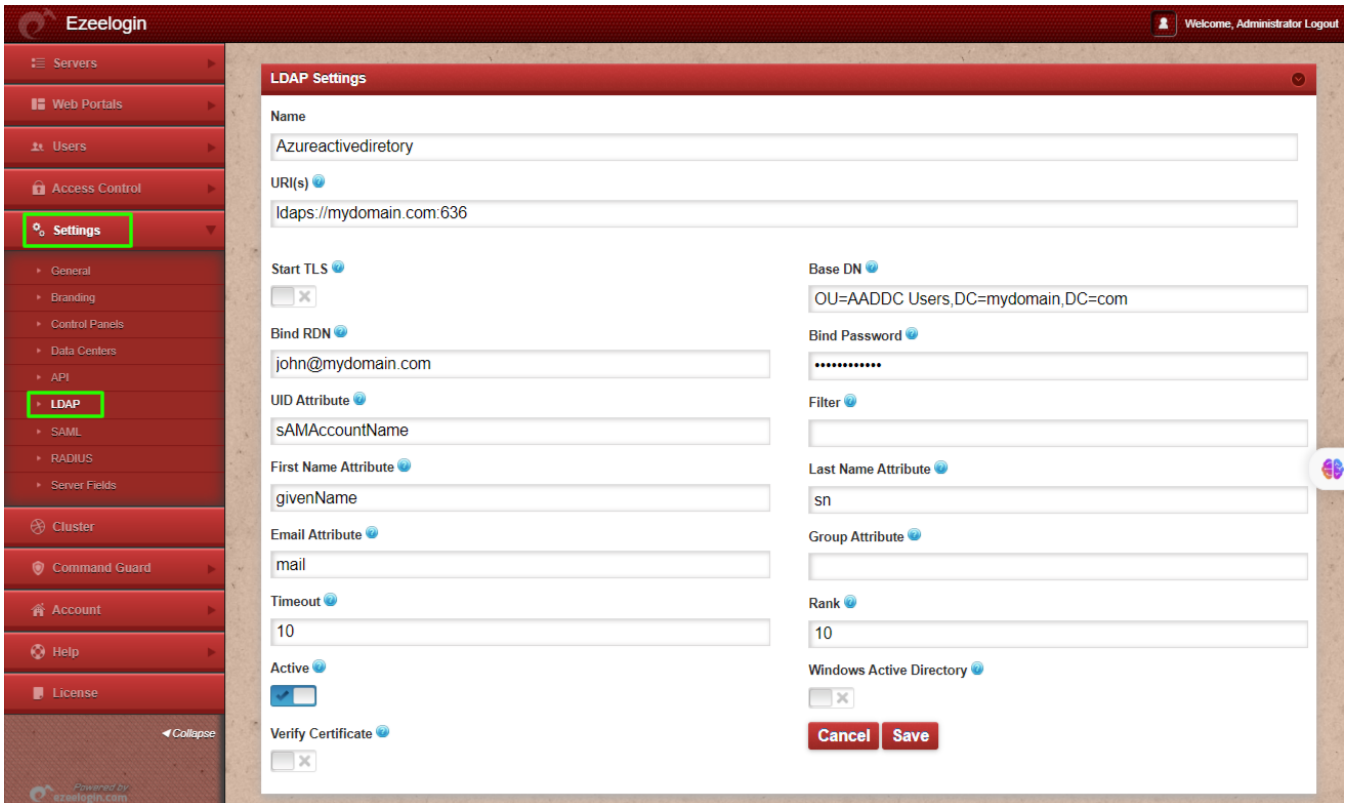 Ezeelogin
Welcome, Administrator Logout
Servers
Web Portals
Users
Access Control
Settings
General
Branding
Control Panels
Data Centers
API
LDAP
SAML
RADIUS
Server Fields
Cluster
Command Guard
Account
Help
License
Collapse
Powered by
ezeelogin.com
LDAP Settings
Name
Azureactivediretory
URI(s)
ldaps://mydomain.com:636
Start TLS
Base DN
OU=AADDC Users,DC=mydomain,DC=com
Bind RDN
john@mydomain.com
Bind Password
••••••••••••
UID Attribute
sAMAccountName
Filter
First Name Attribute
givenName
Last Name Attribute
sn
Email Attribute
mail
Group Attribute
Timeout
10
Rank
10
Active
Windows Active Directory
Verify Certificate
Cancel Save